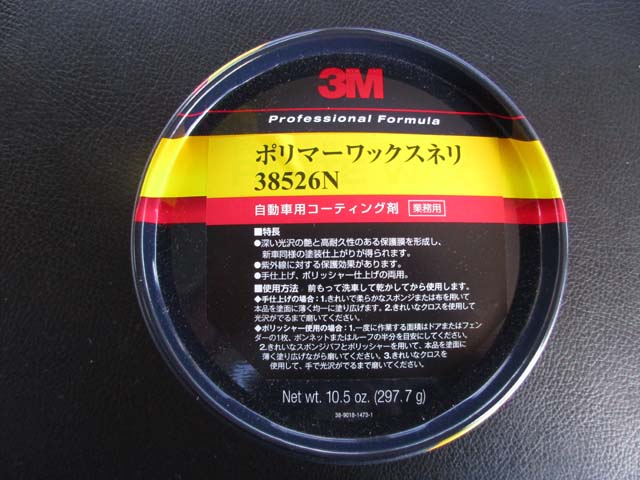 3M
Professional Formula
ポリマーワックスネリ
38526N
自動車用コーティング剤 業務用
■特長
●深い光沢の艶と高耐久性のある保護膜を形成し、
新車同様の塗装仕上がりが得られます。
●紫外線に対する保護効果があります。
●手仕上げ、ポリッシャー仕上げの両用。
■使用方法 前もって洗車して乾かしてから使用します。
◆手仕上げの場合:1.きれいで柔らかなスポンジまたは布を用いて
本品を塗面に薄く均一に塗り広げます。2.きれいなクロスを使用して
光沢がでるまで磨いてください。
◆ポリッシャー使用の場合:1.一度に作業する面積はドアまたはフェン
ダーの1枚、ボンネットまたはルーフの半分を目安にしてください。
2.きれいなスポンジバフとポリッシャーを用いて、本品を塗面に
薄く塗り広げながら磨いてください。3.きれいなクロスを
使用して、手で光沢がでるまで磨いてください。
Net wt. 10.5 oz. (297.7 g)
38-9018-1473-1